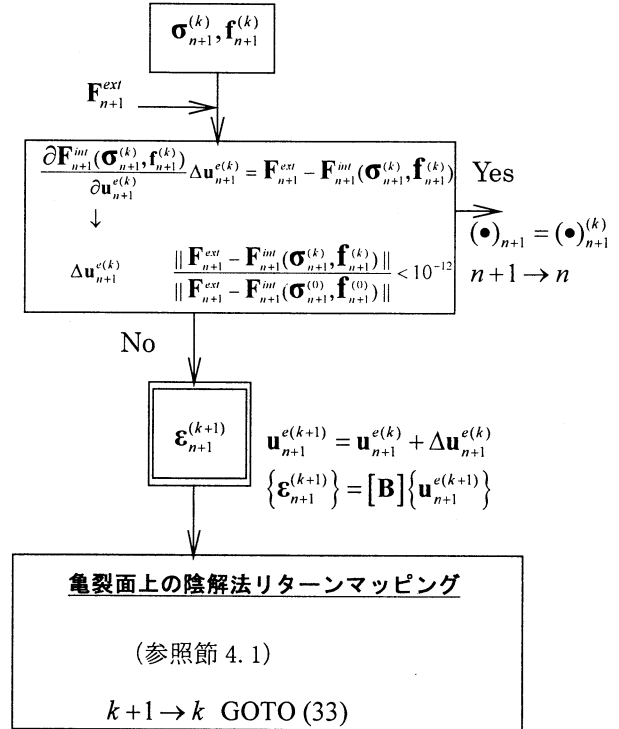 σ_{n+1}^{(k)}, f_{n+1}^{(k)}
F_{n+1}^{ext}
\frac{∂F_{n+1}^{int}(σ_{n+1}^{(k)}, f_{n+1}^{(k)})}{∂u_{n+1}^{e(k)}} Δu_{n+1}^{e(k)} = F_{n+1}^{ext} − F_{n+1}^{int}(σ_{n+1}^{(k)}, f_{n+1}^{(k)})
↓
Δu_{n+1}^{e(k)} \frac{|| F_{n+1}^{ext} − F_{n+1}^{int}(σ_{n+1}^{(k)}, f_{n+1}^{(k)}) ||}{|| F_{n+1}^{ext} − F_{n+1}^{int}(σ_{n+1}^{(0)}, f_{n+1}^{(0)}) ||} < 10^{−12}
Yes
(•)_{n+1} = (•)_{n+1}^{(k)}
n+1 → n
No
ε_{n+1}^{(k+1)}
u_{n+1}^{e(k+1)} = u_{n+1}^{e(k)} + Δu_{n+1}^{e(k)}
{ε_{n+1}^{(k+1)}} = [B]{u_{n+1}^{e(k+1)}}
亀裂面上の陰解法リターンマッピング
(参照節 4.1)
k+1 → k GOTO (33)